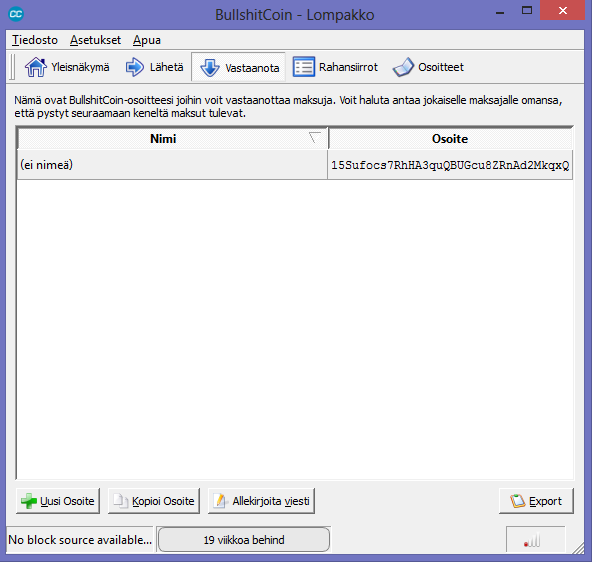 CC
BullshitCoin - Lompakko
Tiedosto Asetukset Apua
Yleisnäkymä Lähetä Vastaanota Rahansiirrot Osoitteet
Nämä ovat BullshitCoin-osoitteesi joihin voit vastaanottaa maksuja. Voit haluta antaa jokaiselle maksajalle omansa,
että pystyt seuraamaan keneltä maksut tulevat.
Nimi Osoite
(ei nimeä) 15Sufocs7RhHA3quQBUGcu8ZRnAd2MkqxQ
Uusi Osoite Kopioi Osoite Allekirjoita viesti Export
No block source available... 19 viikkoa behind